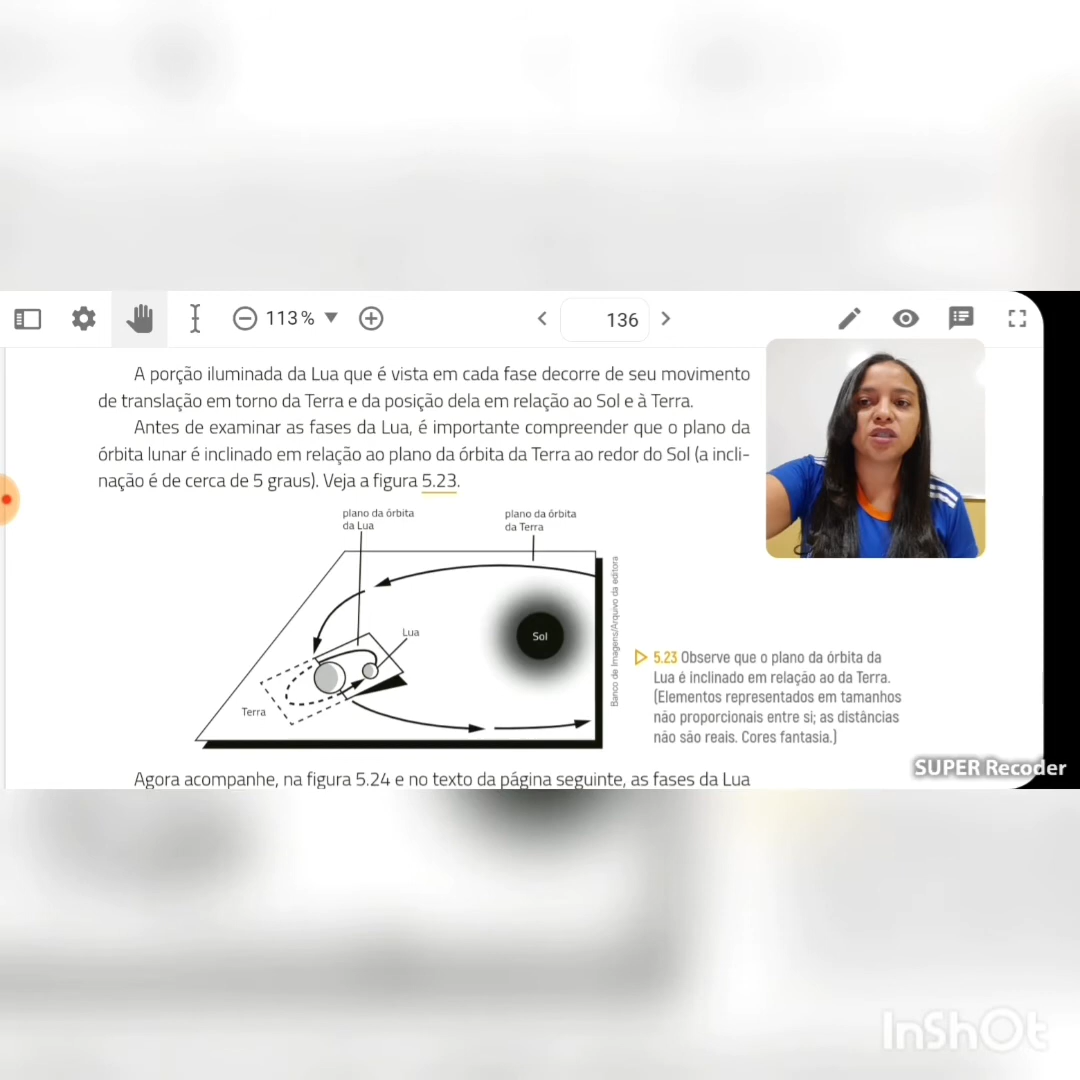 113%
136
A porção iluminada da Lua que é vista em cada fase decorre de seu movimento
de translação em torno da Terra e da posição dela em relação ao Sol e à Terra.
Antes de examinar as fases da Lua, é importante compreender que o plano da
órbita lunar é inclinado em relação ao plano da órbita da Terra ao redor do Sol (a incli-
nação é de cerca de 5 graus). Veja a figura 5.23.
plano da órbita
da Lua
plano da órbita
da Terra
Lua
Sol
Terra
Banco de Imagens/Arquivo da editora
5.23 Observe que o plano da órbita da
Lua é inclinado em relação ao da Terra.
(Elementos representados em tamanhos
não proporcionais entre si; as distâncias
não são reais. Cores fantasia.)
Agora acompanhe, na figura 5.24 e no texto da página seguinte, as fases da Lua
SUPER Recoder
InShOt